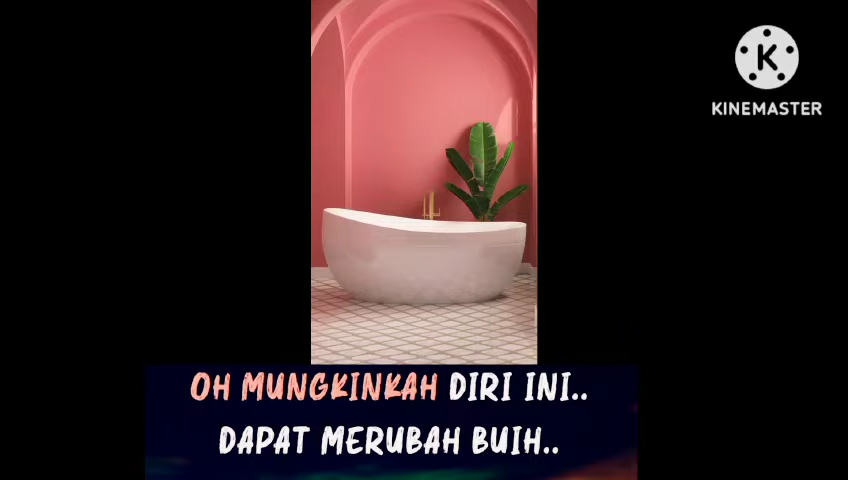 KINEMASTER
OH MUNGKINKAH DIRI INI..
DAPAT MERUBAH BUIH..